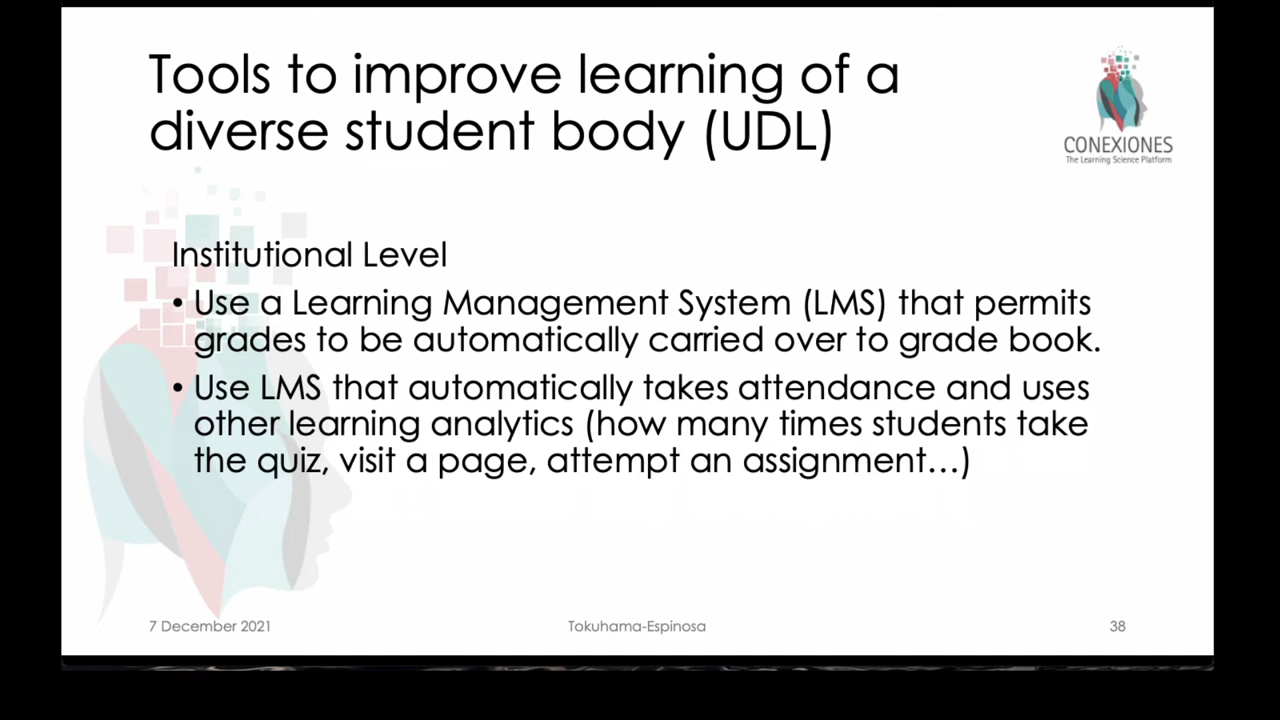 Tools to improve learning of a
diverse student body (UDL)
CONEXIONES
The Learning Science Platform
Institutional Level
• Use a Learning Management System (LMS) that permits
grades to be automatically carried over to grade book.
• Use LMS that automatically takes attendance and uses
other learning analytics (how many times students take
the quiz, visit a page, attempt an assignment…)
7 December 2021
Tokuhama-Espinosa
38